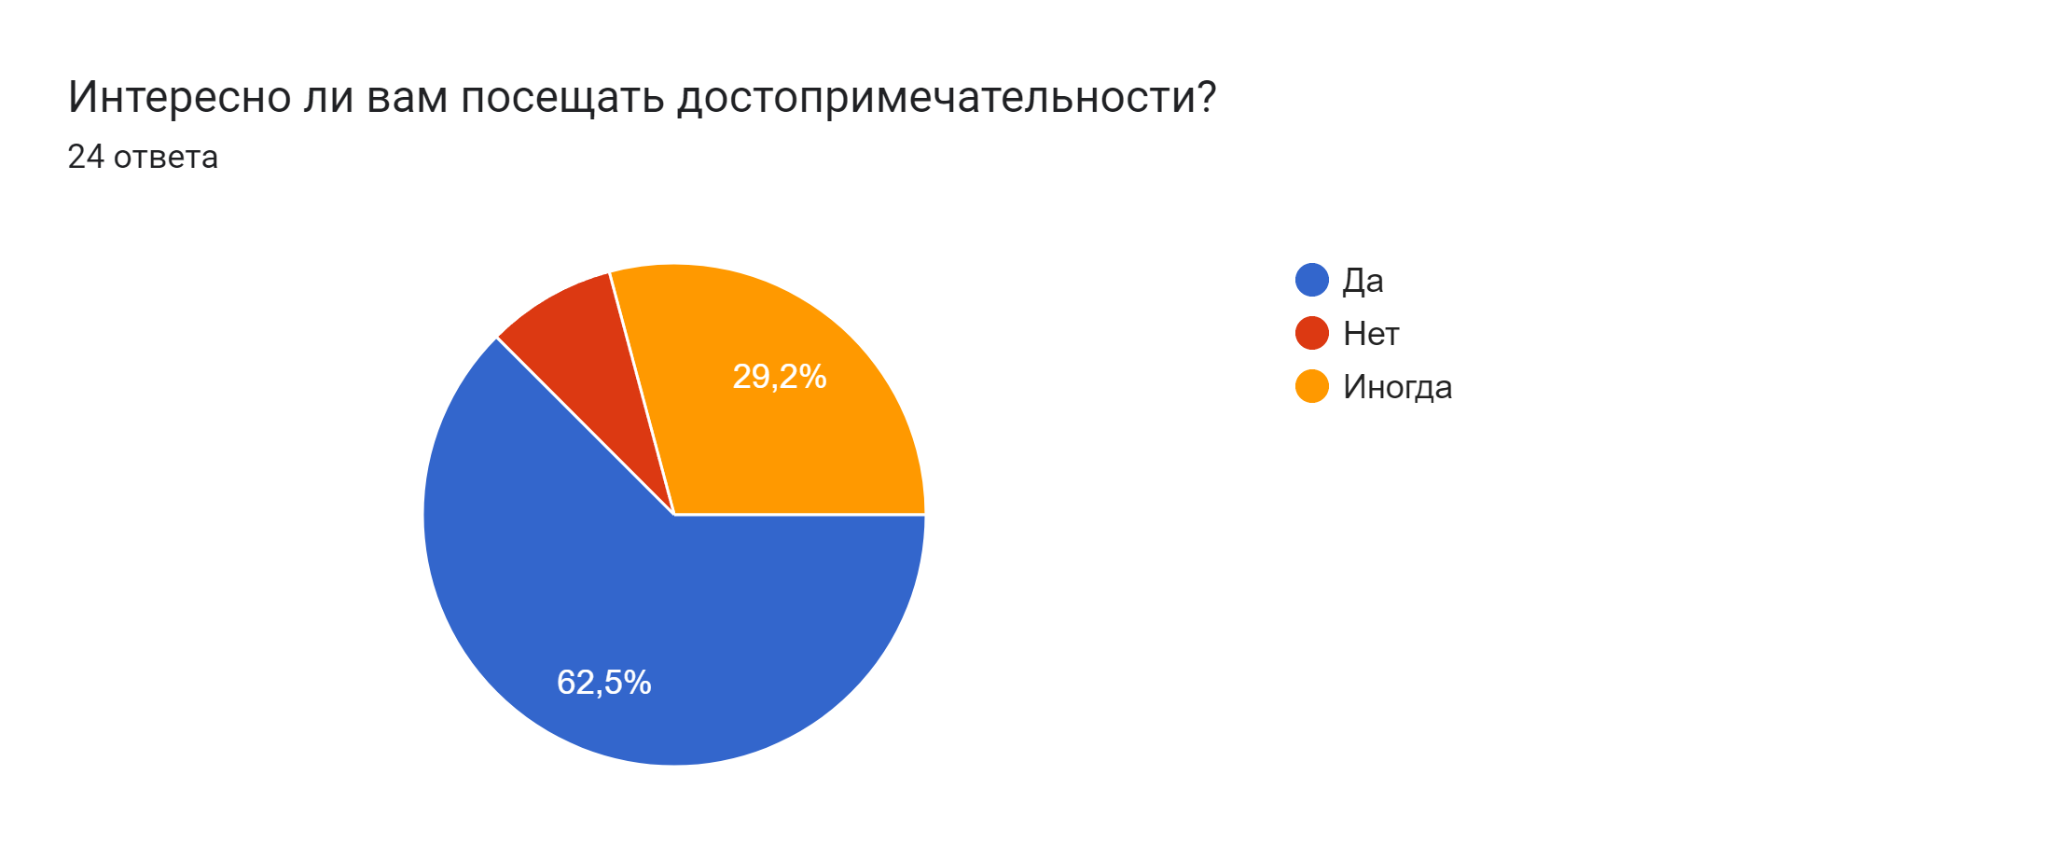 Интересно ли вам посещать достопримечательности?
24 ответа
Да
Нет
Иногда
29,2%
62,5%